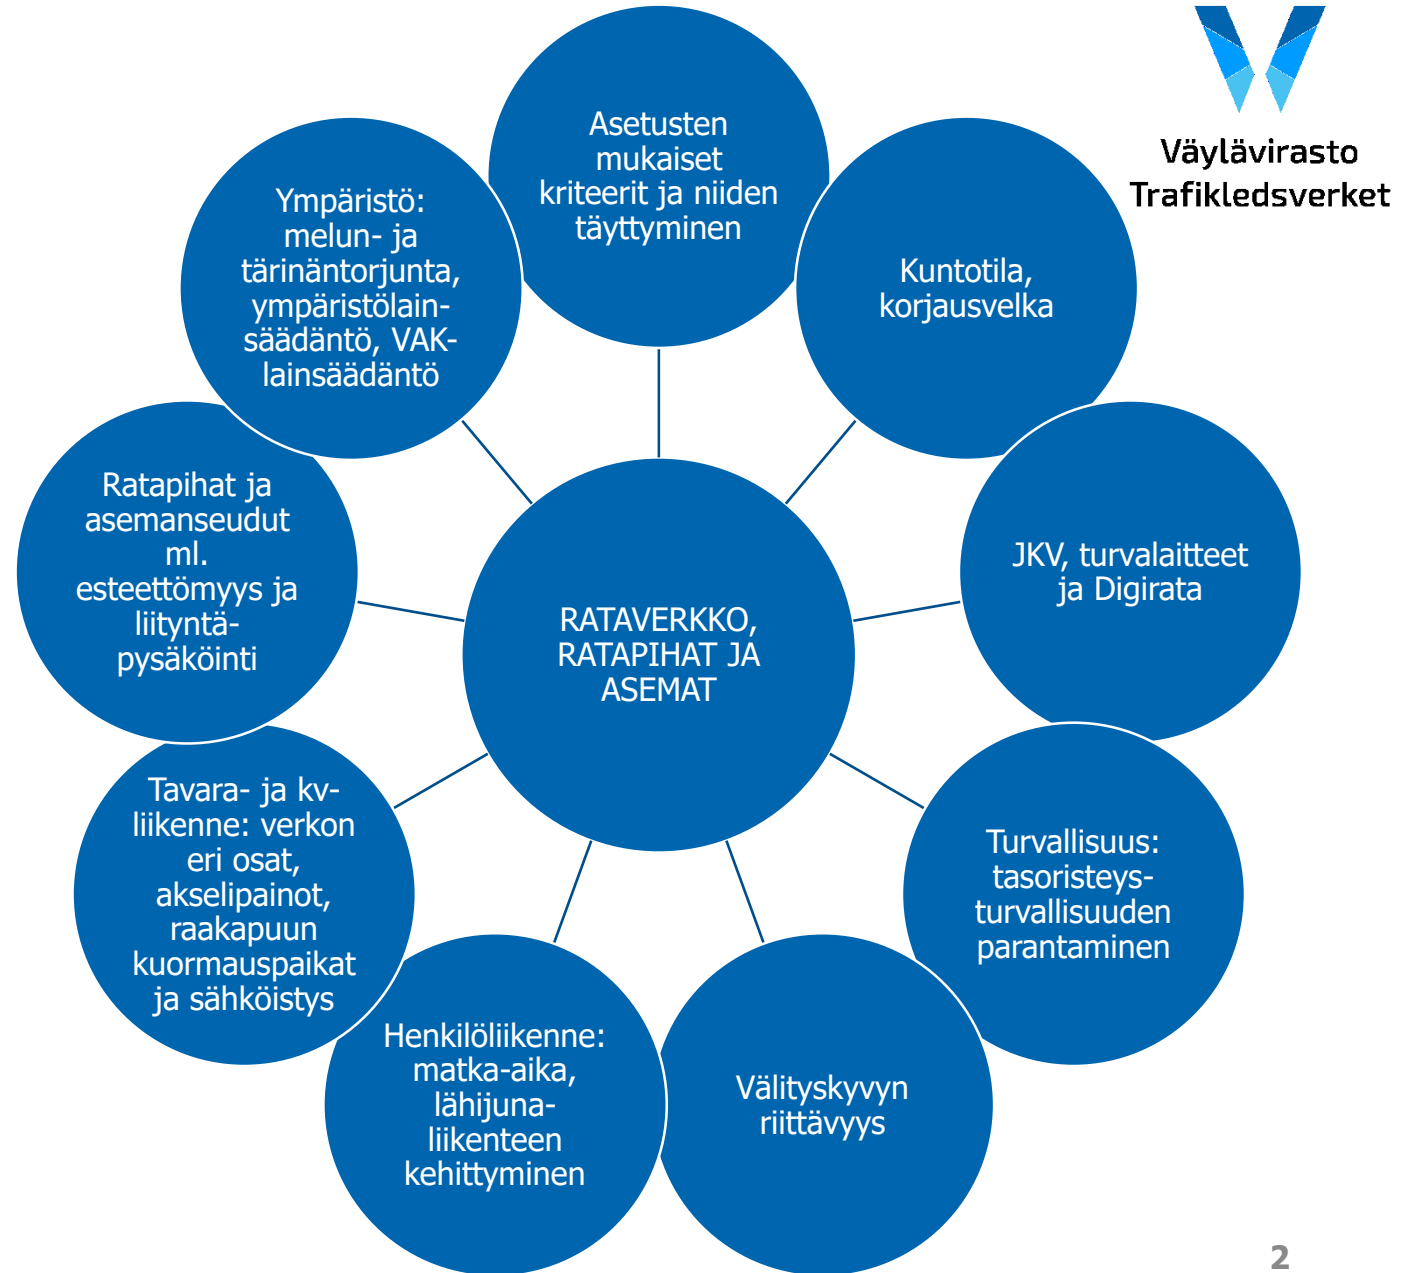 Väylävirasto
Trafikledsverket
Asetusten
mukaiset
kriteerit ja niiden
täyttyminen
Kuntotila,
korjausvelka
JKV, turvalaitteet
ja Digirata
Turvallisuus:
tasoristeys-
turvallisuuden
parantaminen
Välityskyvyn
riittävyys
Henkilöliikenne:
matka-aika,
lähijuna-
liikenteen
kehittyminen
Tavara- ja kv-
liikenne: verkon
eri osat,
akselipainot,
raakapuun
kuormauspaikat
ja sähköistys
Ratapihat ja
asemanseudut
ml.
esteettömyys ja
liityntä-
pysäköinti
Ympäristö:
melun- ja
tärinäntorjunta,
ympäristölain-
säädäntö, VAK-
lainsäädäntö
RATAVERKKO,
RATAPIHAT JA
ASEMAT
2